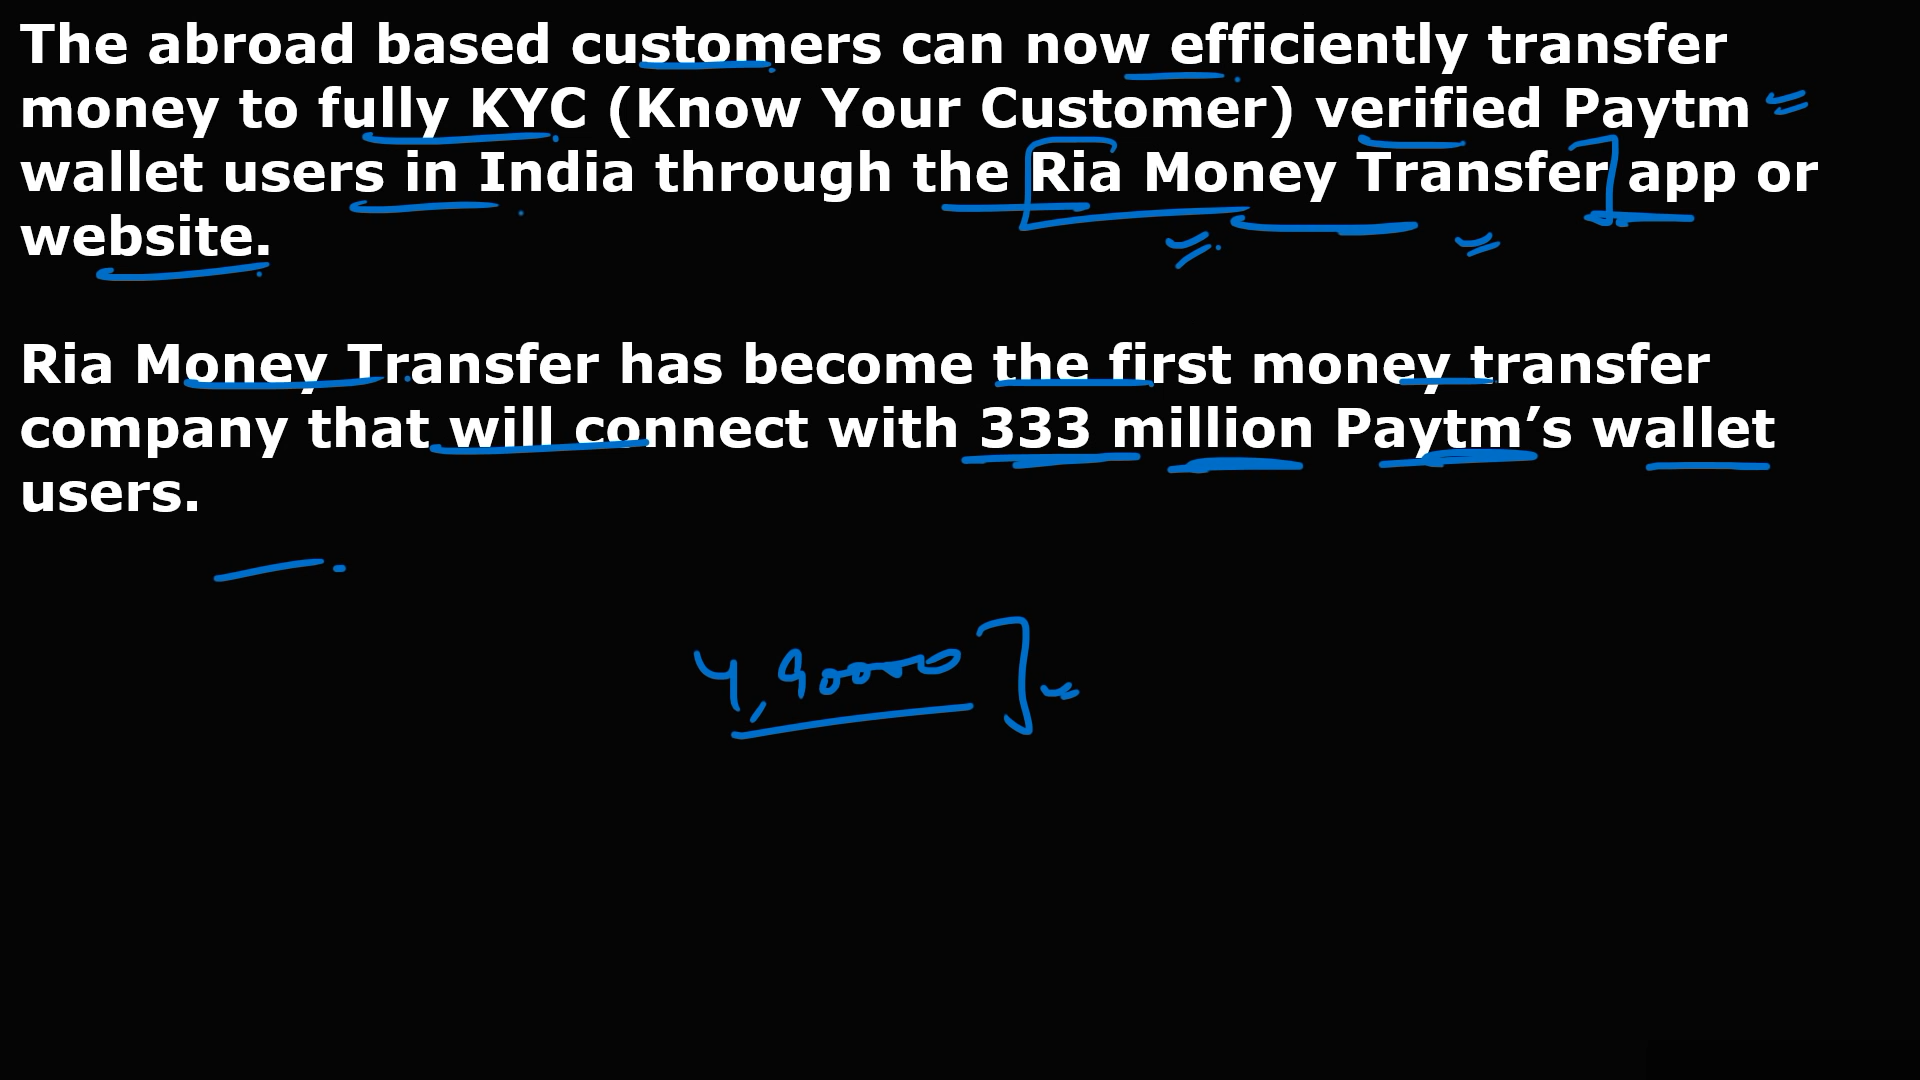 The abroad based customers can now efficiently transfer
money to fully KYC (Know Your Customer) verified Paytm
wallet users in India through the Ria Money Transfer app or
website.
Ria Money Transfer has become the first money transfer
company that will connect with 333 million Paytm’s wallet
users.